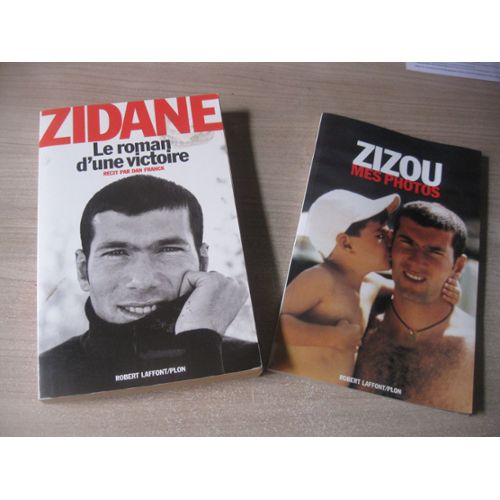 ZIDANE
Le roman
d'une victoire
RÉCIT PAR DAN FRANCK
ROBERT LAFFONT/PLON
ZIZOU
MES PHOTOS
ROBERT LAFFONT/PLON